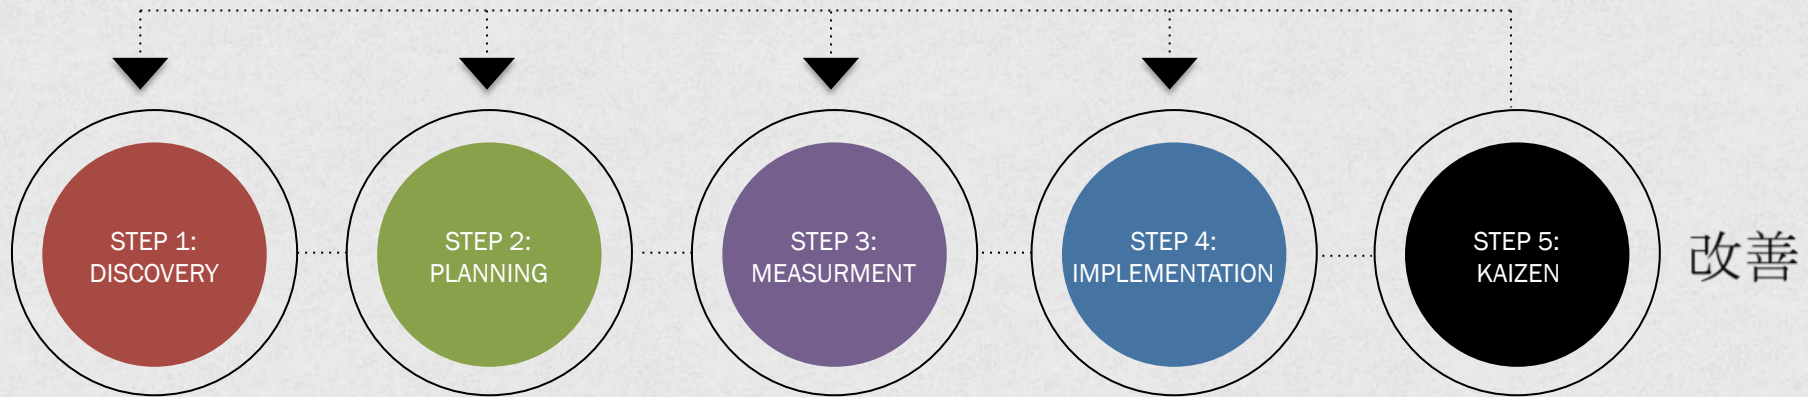 STEP 1:
DISCOVERY
STEP 2:
PLANNING
STEP 3:
MEASURMENT
STEP 4:
IMPLEMENTATION
STEP 5:
KAIZEN
改善